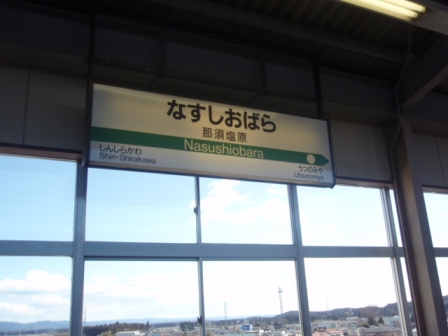 なすしおばら
那須塩原
Nasushiobara
しんしらかわ
Shin-Shirakawa
うつのみや
Utsunomiya